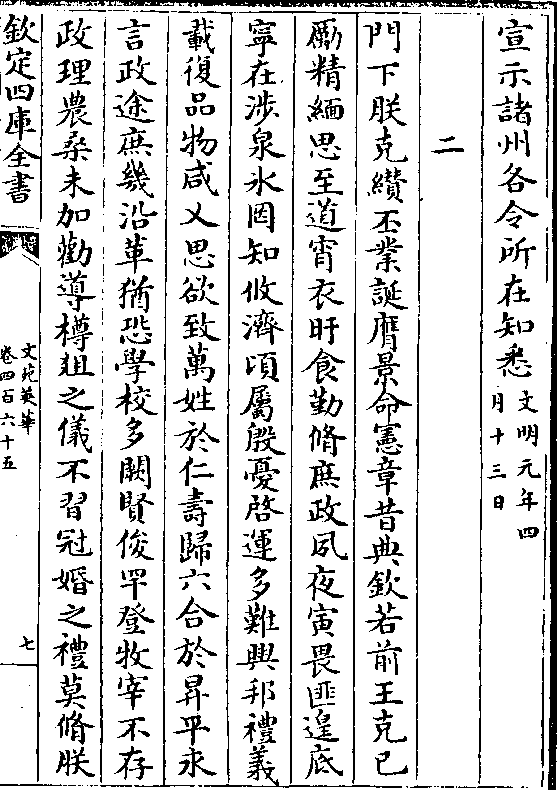 宣示諸州各令所在知悉文明元年四
月十三日
二
門下朕克纉丕業誕膺景命憲章昔典欽若前王克己
勵精緬思至道宵衣旰食勤脩庶政夙夜寅畏匪遑底
寧在涉泉氷罔知攸濟頃屬殷憂啓運多難興邦禮義
載復品物咸乂思欲致萬姓於仁壽歸六合於昇平永
言政途庶幾沿革猶恐學校多闕賢俊罕登牧宰不存
政理農桑未加勸導樽俎之儀不習冠婚之禮莫脩朕
欽定四庫全書
文苑英華
卷四百六十五
七